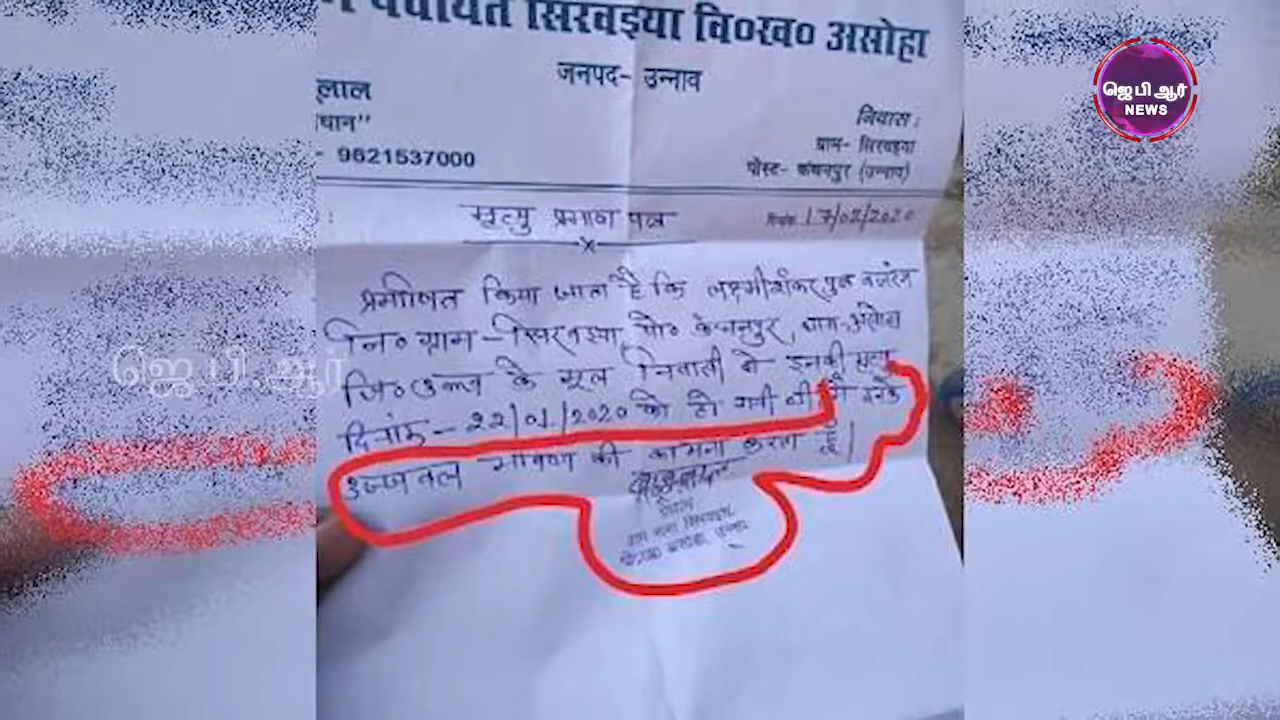 पंचायत सिरवइया वि०ख० असोहा
जनपद- उन्नाव
जे பி ஆர்
NEWS
लाल
धान"
- 9621537000
निवास :
ग्राम- सिरवइया
पोस्ट- कंचनपुर (उन्नाव)
मृत्यु प्रमाण पत्र
दिनांक 17/02/2020
प्रमाणित किया जाता है कि लक्ष्मीशंकर पुत्र बजरंग
नि० ग्राम - सिरवइया पो० कंचनपुर, थाना-असोहा
जि० उन्नाव के मूल निवासी थे इनकी मृत्यु
ஜெ பி ஆர்
दिनांक - 22/01/2020 को हो गयी थी मैं इनके
उज्जवल भविष्य की कामना करता हूँ।
प्रधान
ग्राम सभा सिरवइया